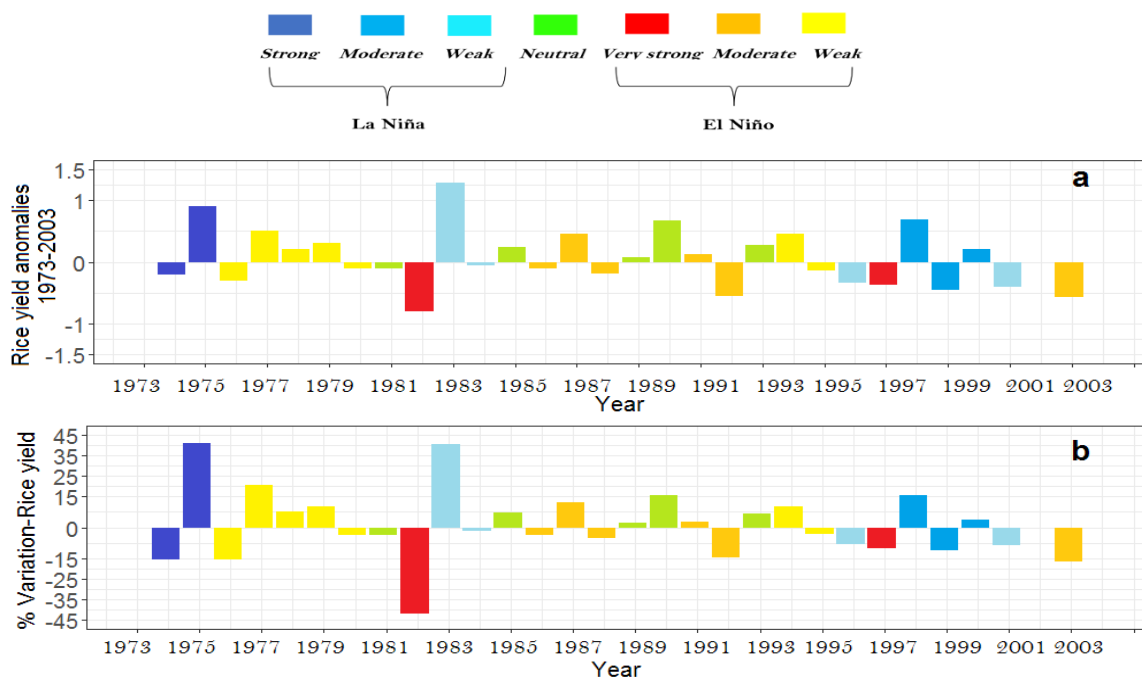 Strong Moderate Weak Neutral Very strong Moderate Weak
La Niña El Niño
a
Rice yield anomalies
1973-2003
1.5
1
0
-1
-1.5
1973 1975 1977 1979 1981 1983 1985 1987 1989 1991 1993 1995 1997 1999 2001 2003
Year
b
% Variation-Rice yield
45
35
25
15
0
-15
-25
-35
-45
1973 1975 1977 1979 1981 1983 1985 1987 1989 1991 1993 1995 1997 1999 2001 2003
Year